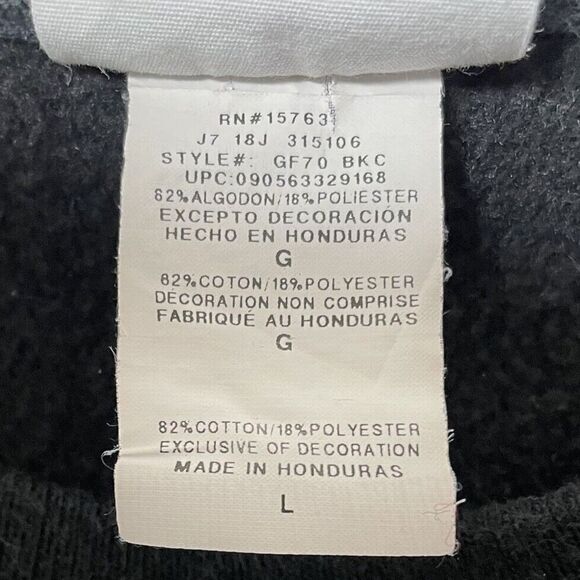 RN#15763
J7 18J 315106
STYLE#: GF70 BKC
UPC:090563329168
82%ALGODON/18%POLIESTER
EXCEPTO DECORACIÓN
HECHO EN HONDURAS
G
82%COTON/18%POLYESTER
DÉCORATION NON COMPRISE
FABRIQUÉ AU HONDURAS
G
82%COTTON/18%POLYESTER
EXCLUSIVE OF DECORATION
MADE IN HONDURAS
L